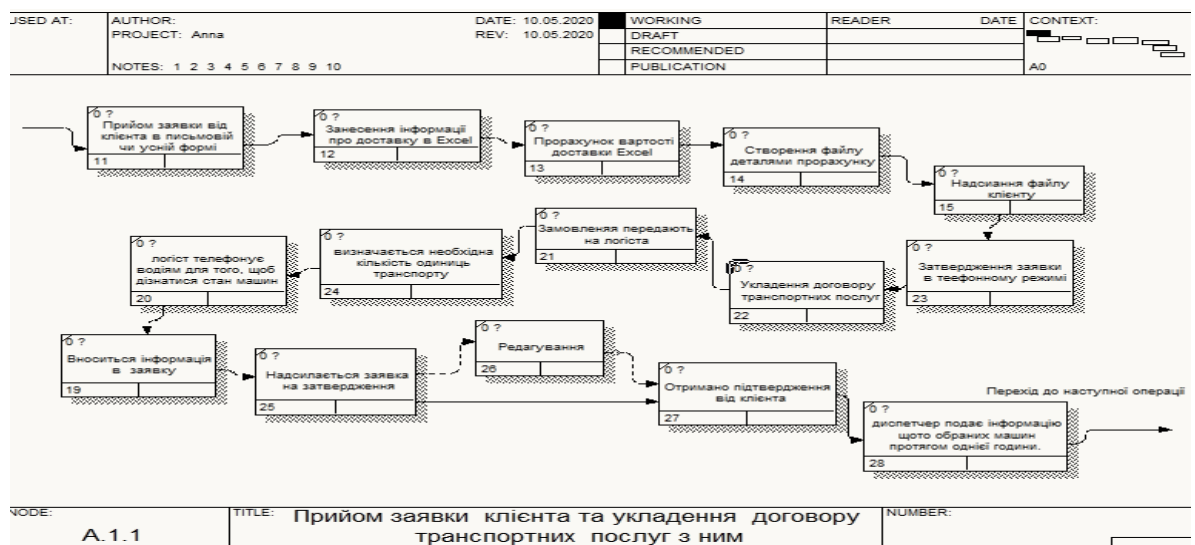 USED AT:
AUTHOR:
DATE: 10.05.2020
WORKING
READER
DATE
CONTEXT:
PROJECT: Anna
REV: 10.05.2020
DRAFT
RECOMMENDED
NOTES: 1 2 3 4 5 6 7 8 9 10
PUBLICATION
A0
0 ?
Прийом заявки від
клієнта в письмовій
чи усній формі
11
0 ?
Занесення інформації
про доставку в Excel
12
0 ?
Прорахунок вартості
доставки Excel
13
0 ?
Створення файлу
деталями прорахунку
14
0 ?
Надсиання файлу
клієнту
15
0 ?
Затвердження заявки
в теефонному режимі
23
0 ?
Укладення договору
транспортних послуг
22
0 ?
Замовленяя передають
на логіста
21
0 ?
визначається необхідна
кількість одиниць
транспорту
24
0 ?
логіст телефонує
водіям для того, щоб
дізнатися стан машин
20
0 ?
Вноситься інформація
в заявку
19
0 ?
Надсилається заявка
на затвердження
25
0 ?
Редагування
26
0 ?
Отримано підтвердження
від клієнта
27
Перехід до наступної операції
0 ?
диспетчер подає інформацію
щото обраних машин
протягом однієї години.
28
NODE:
A.1.1
TITLE:
Прийом заявки клієнта та укладення договору
транспортних послуг з ним
NUMBER: